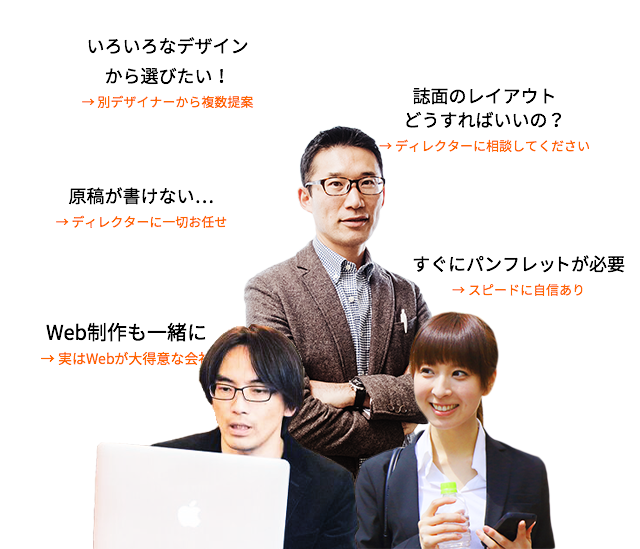 いろいろなデザイン
から選びたい！
→ 別デザイナーから複数提案
誌面のレイアウト
どうすればいいの？
→ ディレクターに相談してください
原稿が書けない…
→ ディレクターに一切お任せ
すぐにパンフレットが必要
→ スピードに自信あり
Web制作も一緒に
→ 実はWebが大得意な会